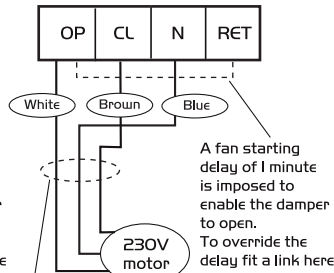 OP CL N RET
White Brown Blue
A fan starting
delay of 1 minute
is imposed to
enable the damper
to open.
To override the
delay fit a link here
230V
motor